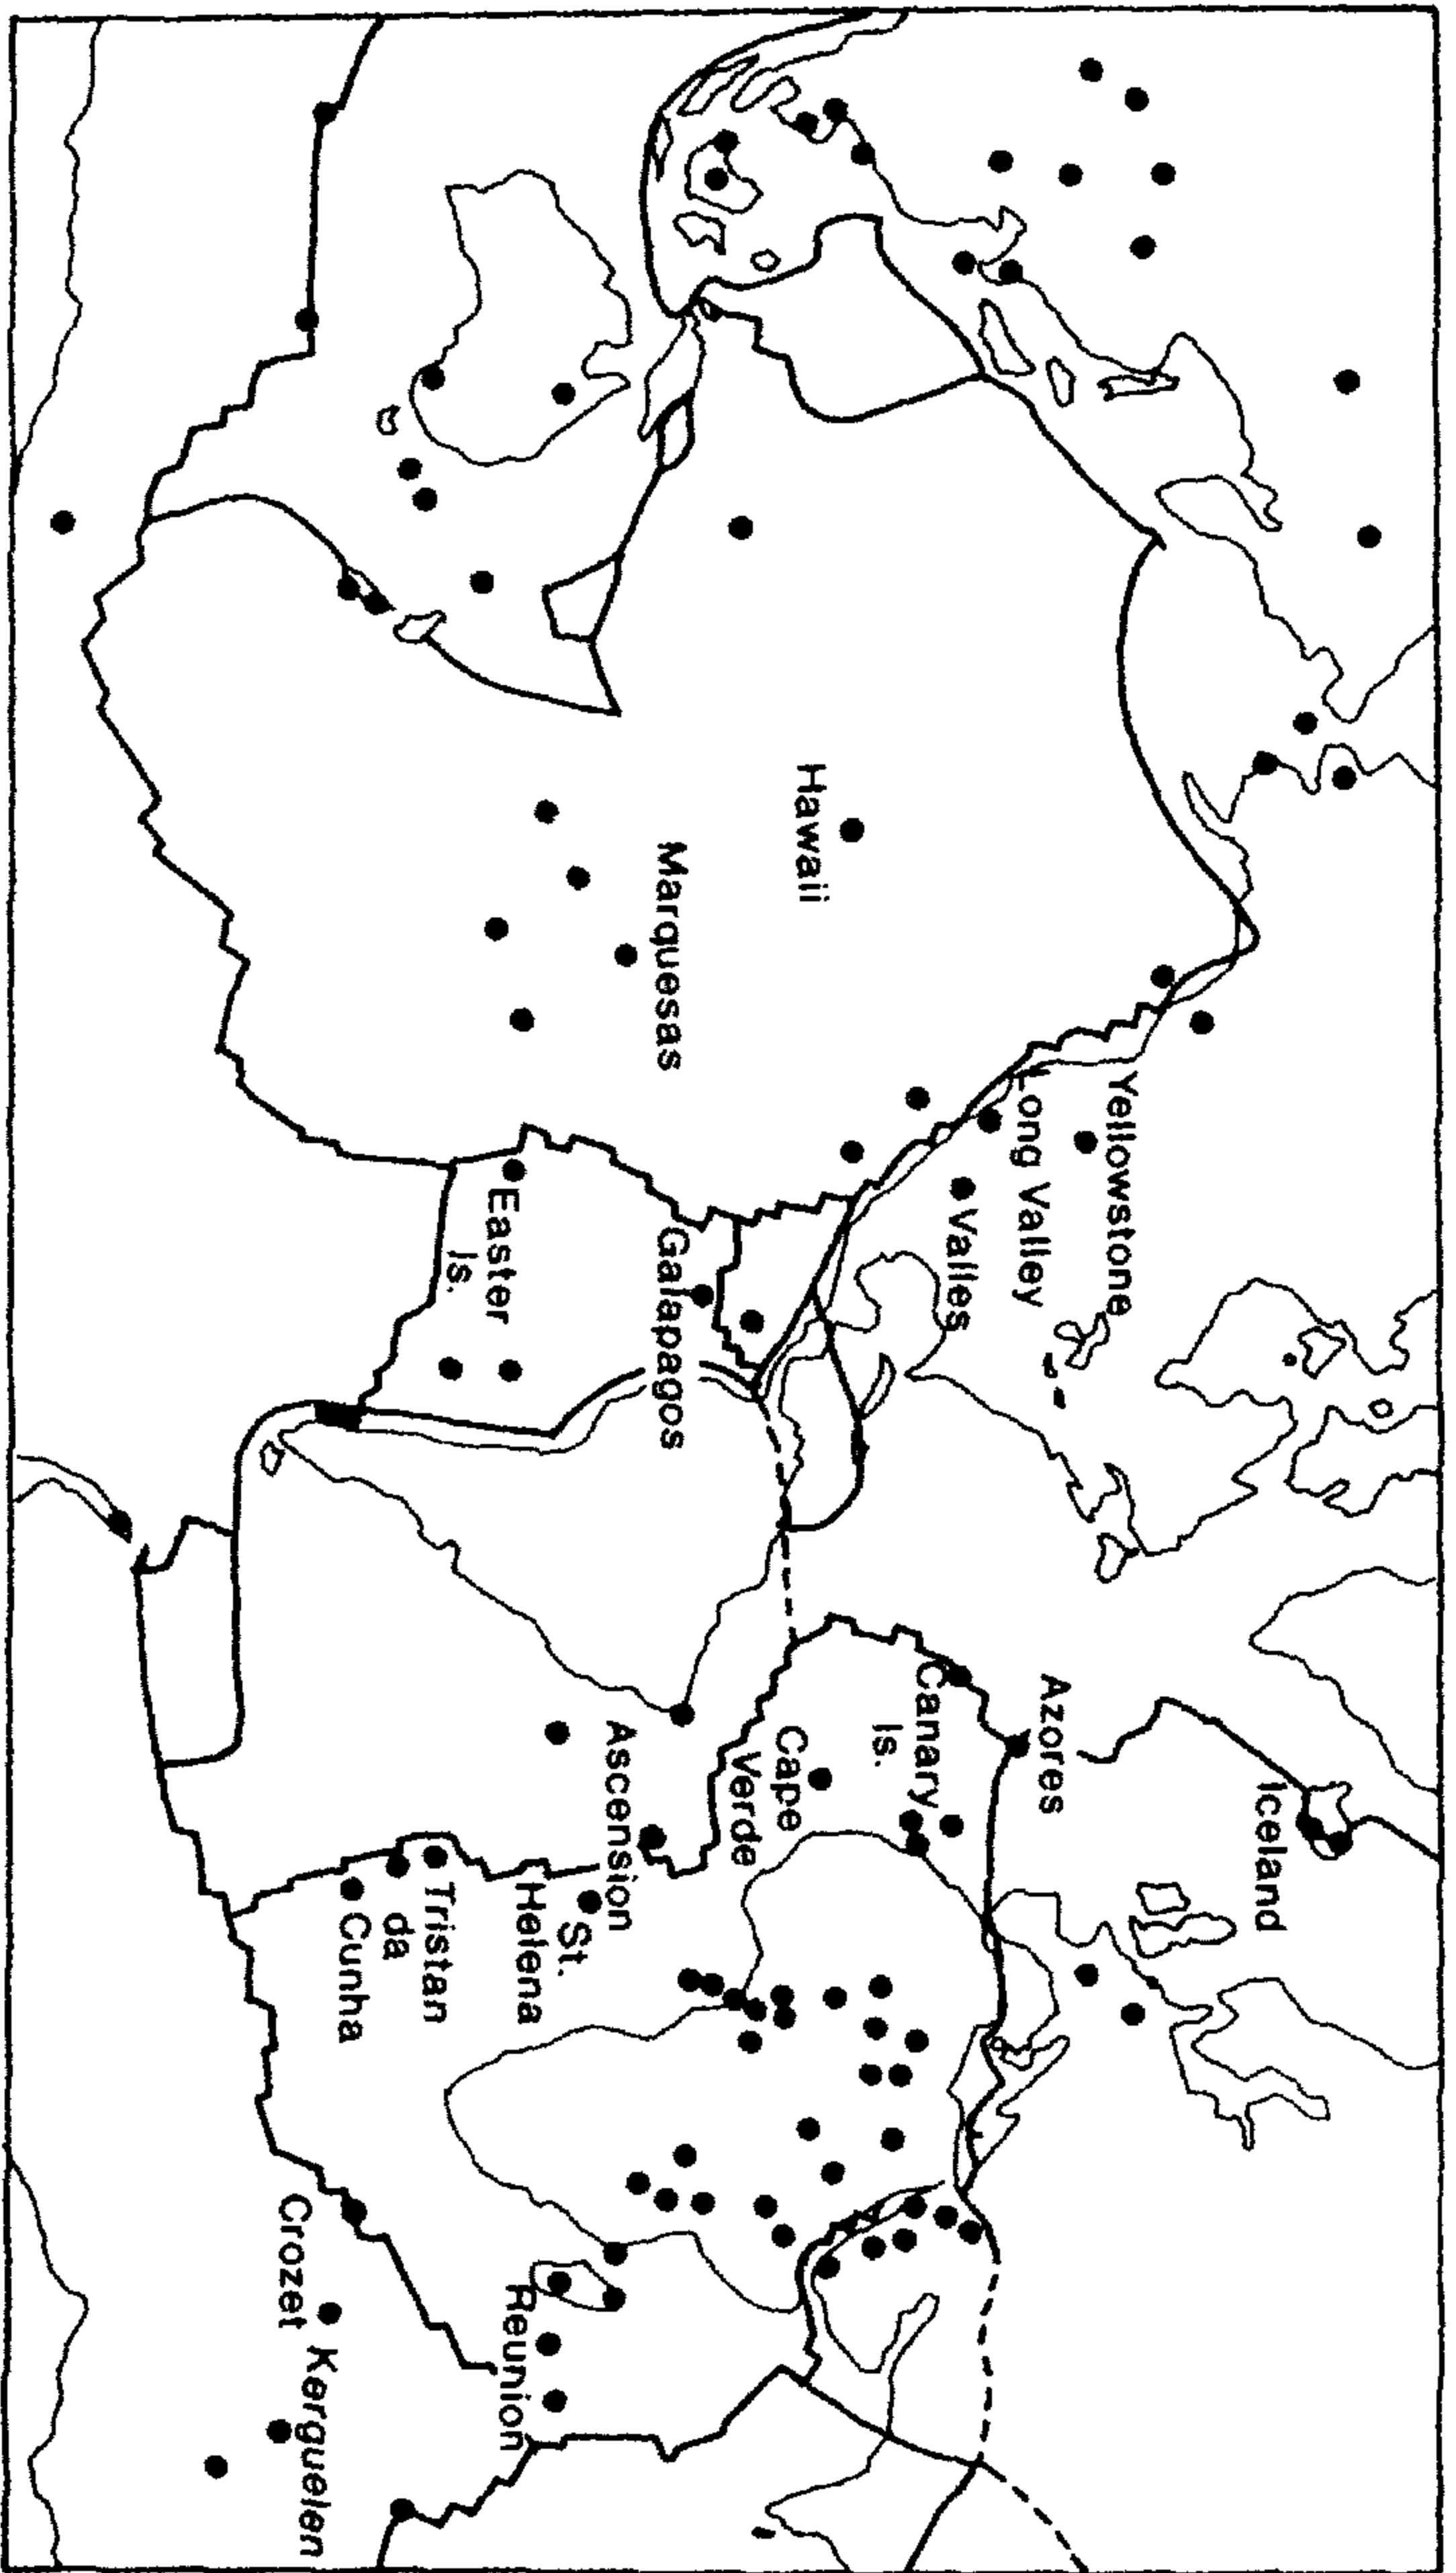 Yellowstone
Long Valley
Valles
Hawaii
Marquesas
Galapagos
Easter
Is.
Iceland
Azores
Canary
Is.
Cape
Verde
Ascension
St.
Helena
Tristan
da
Cunha
Reunion
Crozet
Kerguelen